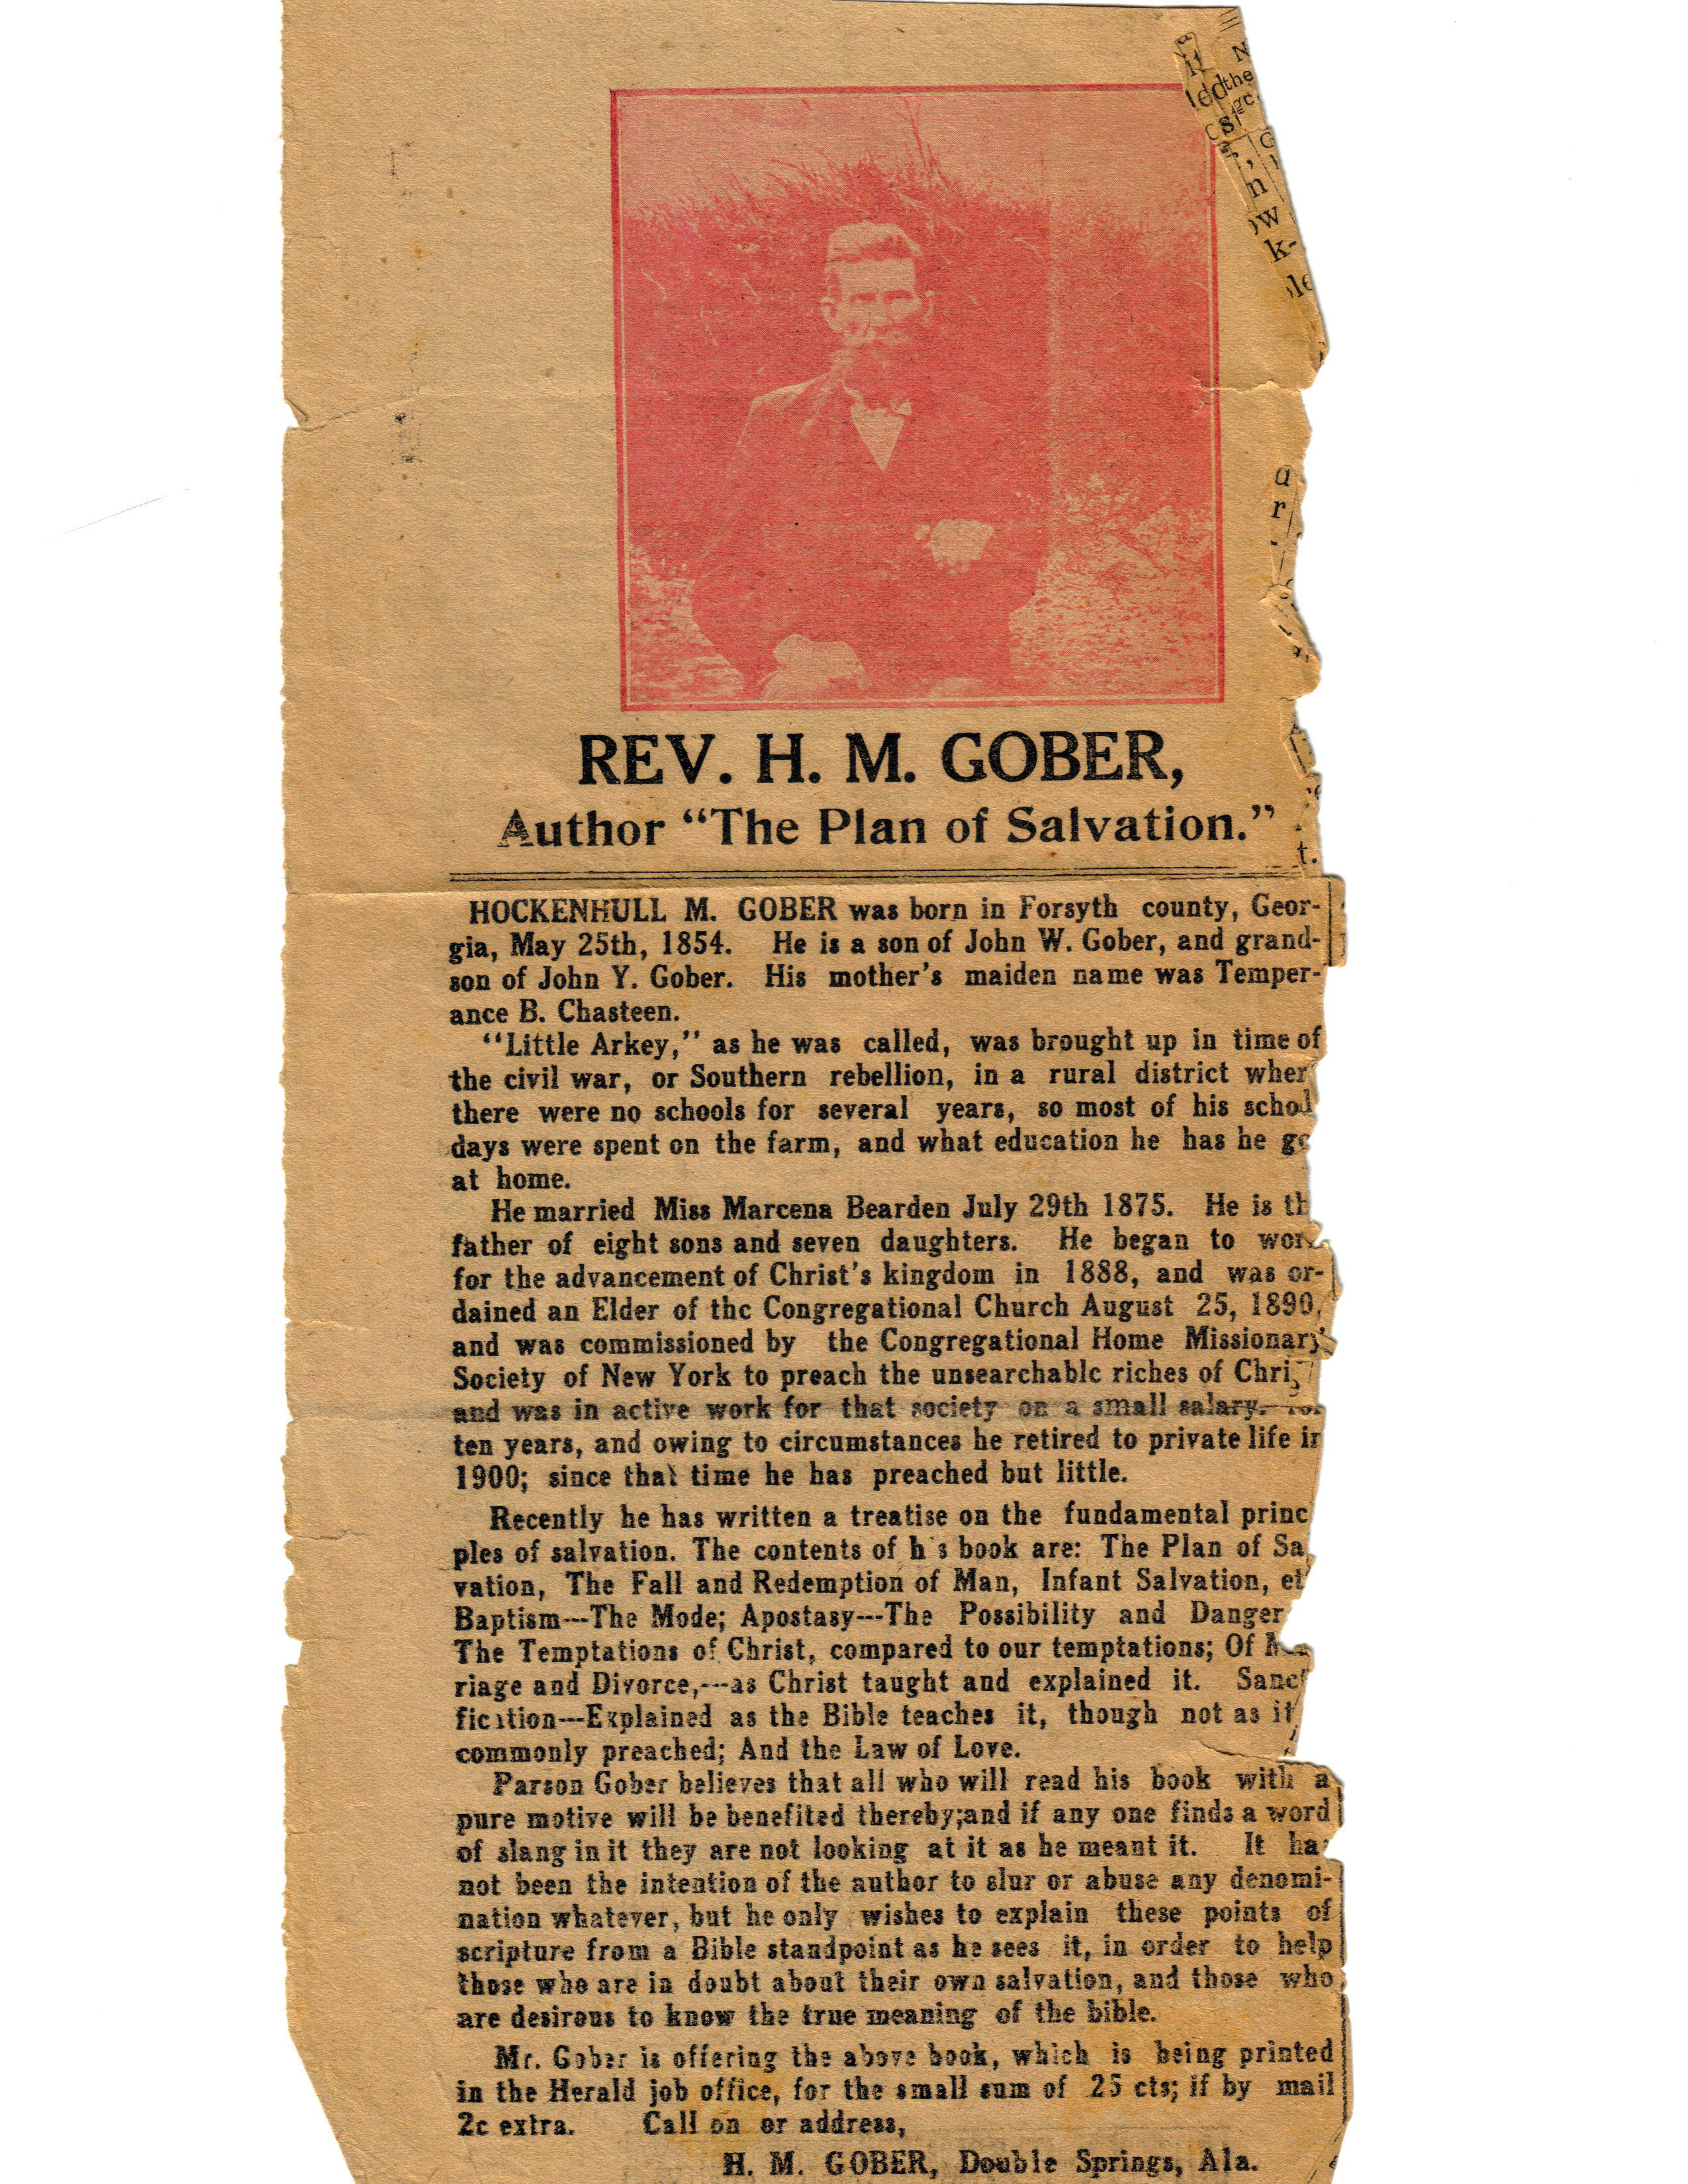 REV. H. M. GOBER,
Author “The Plan of Salvation.”
HOCKENHULL M. GOBER was born in Forsyth county, Geor-
gia, May 25th, 1854. He is a son of John W. Gober, and grand-
son of John Y. Gober. His mother's maiden name was Temper-
ance B. Chasteen.
“Little Arkey,” as he was called, was brought up in time of
the civil war, or Southern rebellion, in a rural district wher
there were no schools for several years, so most of his school
days were spent on the farm, and what education he has he
at home.
He married Miss Marcena Bearden July 29th 1875. He is th
father of eight sons and seven daughters. He began to work
for the advancement of Christ's kingdom in 1888, and was or-
dained an Elder of thc Congregational Church August 25, 1890,
and was commissioned by the Congregational Home Missionary
Society of New York to preach the unsearchablc riches of Chris
and was in active work for that society on a small salary. for
ten years, and owing to circumstances he retired to private life in
1900; since that time he has preached but little.
Recently he has written a treatise on the fundamental princ
ples of salvation. The contents of h s book are: The Plan of Sa
vation, The Fall and Redemption of Man, Infant Salvation, et
Baptism---The Mode; Apostasy---The Possibility and Danger
The Temptations of Christ, compared to our temptations; Of
riage and Divorce,---as Christ taught and explained it. Sancti
fication---Explained as the Bible teaches it, though not as it
commonly preached; And the Law of Love.
Parson Gober believes that all who will read his book with a
pure motive will be benefited thereby;and if any one finds a word
of slang in it they are not looking at it as he meant it. It has
not been the intention of the author to slur or abuse any denomi-
nation whatever, but he only wishes to explain these points of
scripture from a Bible standpoint as he sees it, in order to help
those who are in doubt about their own salvation, and those who
are desirous to know the true meaning of the bible.
Mr. Gober is offering the above book, which is being printed
in the Herald job office, for the small sum of 25 cts; if by mail
2c extra. Call on or address,
H. M. GOBER, Double Springs, Ala.